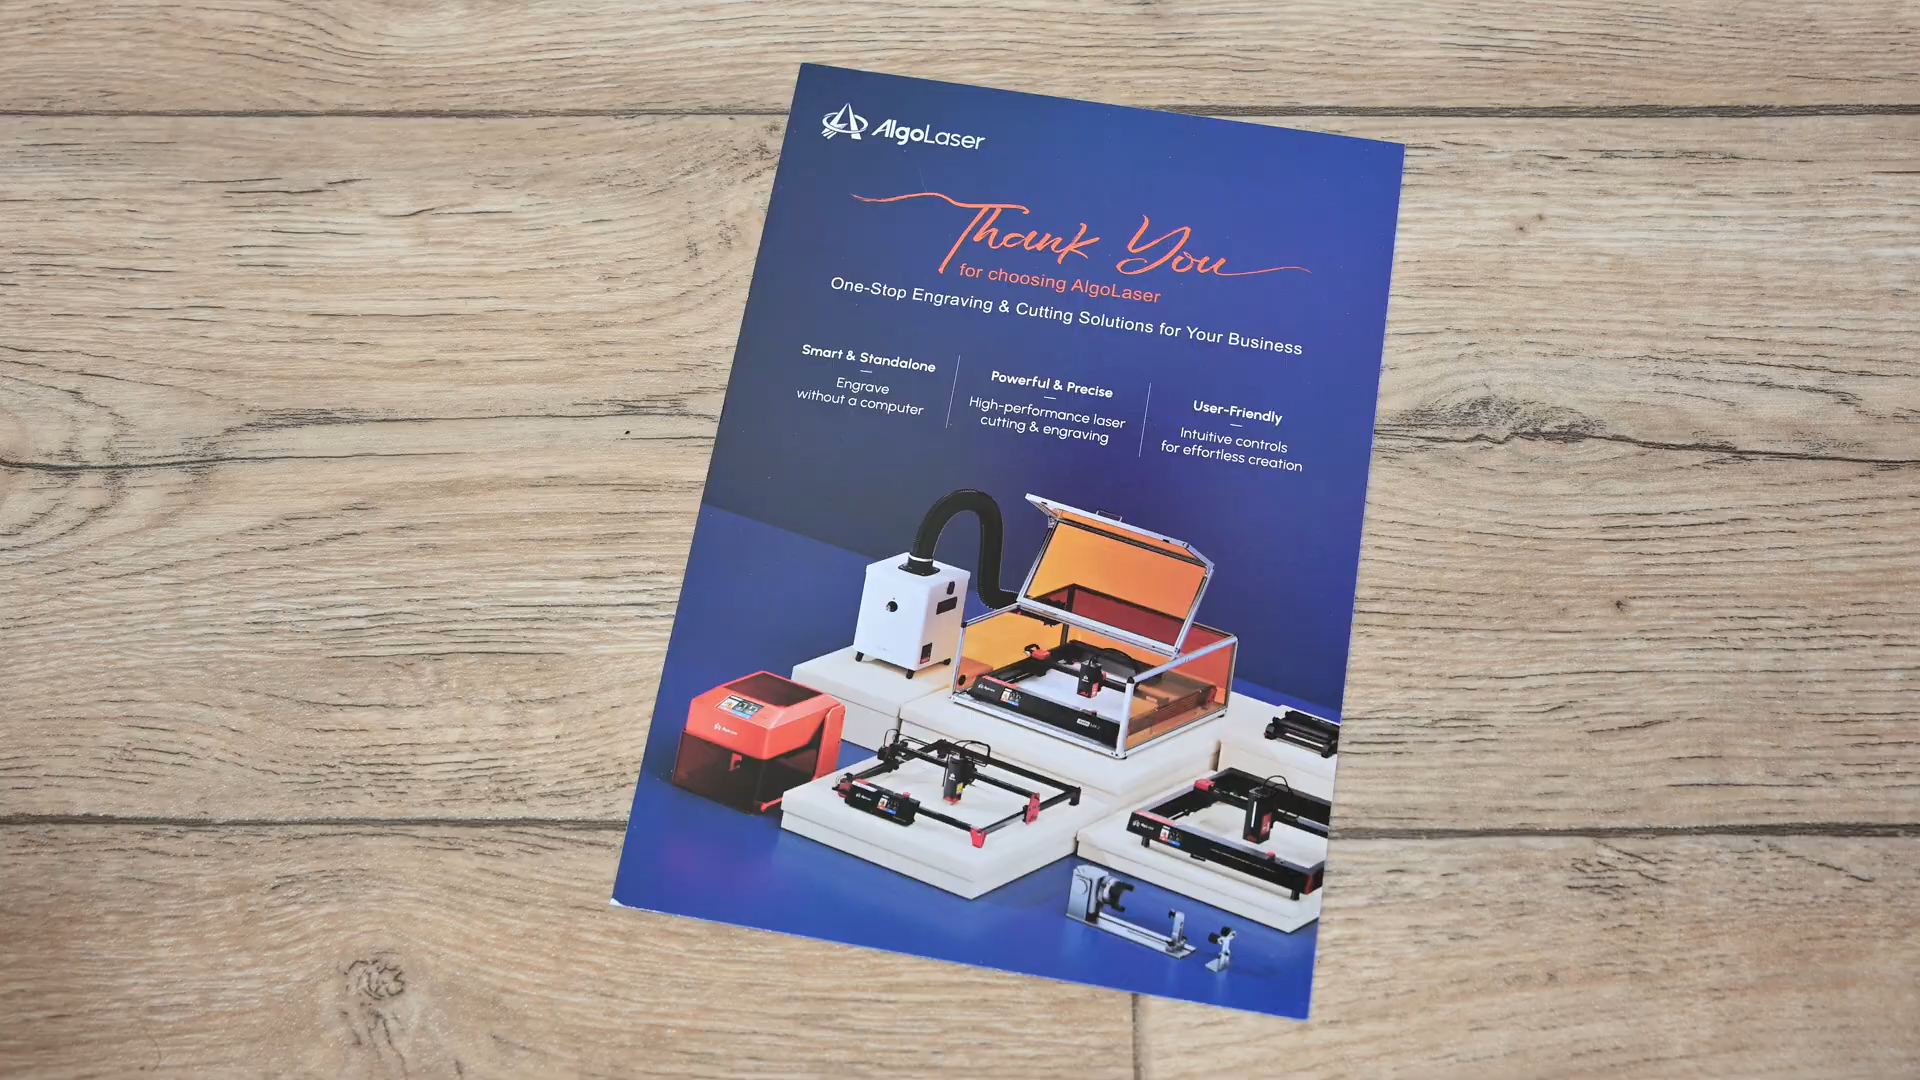 AlgoLaser
Thank You
for choosing AlgoLaser
One-Stop Engraving & Cutting Solutions for Your Business
Smart & Standalone
Engrave
without a computer
Powerful & Precise
High-performance laser
cutting & engraving
User-Friendly
Intuitive controls
for effortless creation